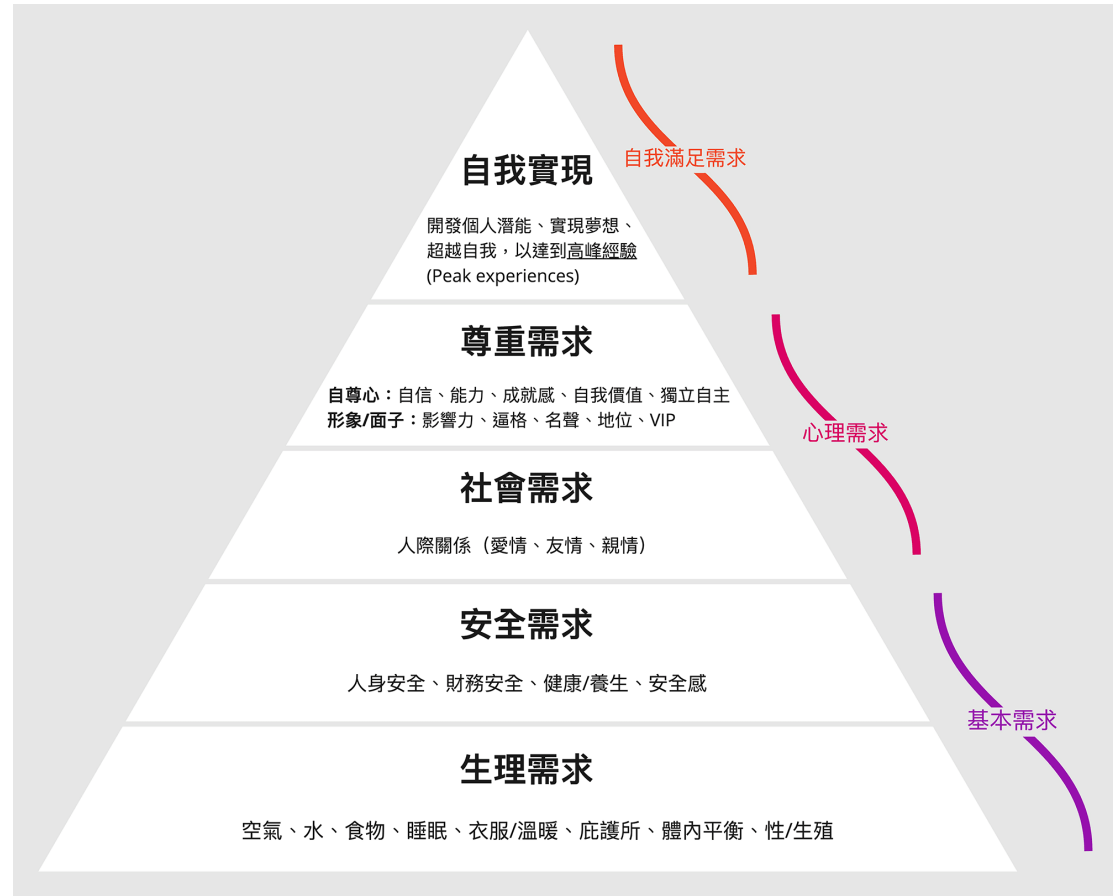 自我實現
自我滿足需求
開發個人潛能、實現夢想、
超越自我，以達到高峰經驗
(Peak experiences)
尊重需求
自尊心：自信、能力、成就感、自我價值、獨立自主
形象/面子：影響力、逼格、名聲、地位、VIP
心理需求
社會需求
人際關係（愛情、友情、親情）
安全需求
人身安全、財務安全、健康/養生、安全感
基本需求
生理需求
空氣、水、食物、睡眠、衣服/溫暖、庇護所、體內平衡、性/生殖